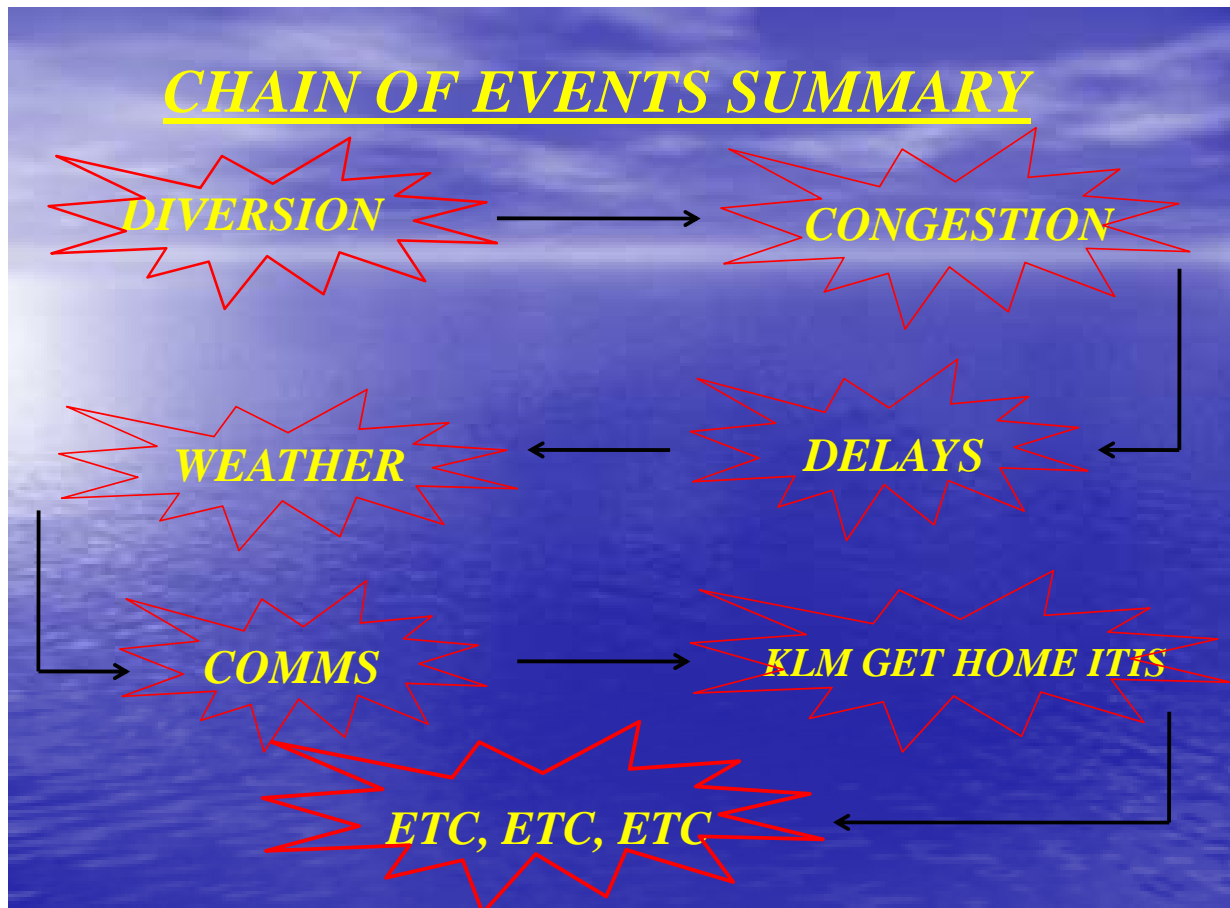 CHAIN OF EVENTS SUMMARY
DIVERSION
CONGESTION
DELAYS
WEATHER
COMMS
KLM GET HOME ITIS
ETC, ETC, ETC